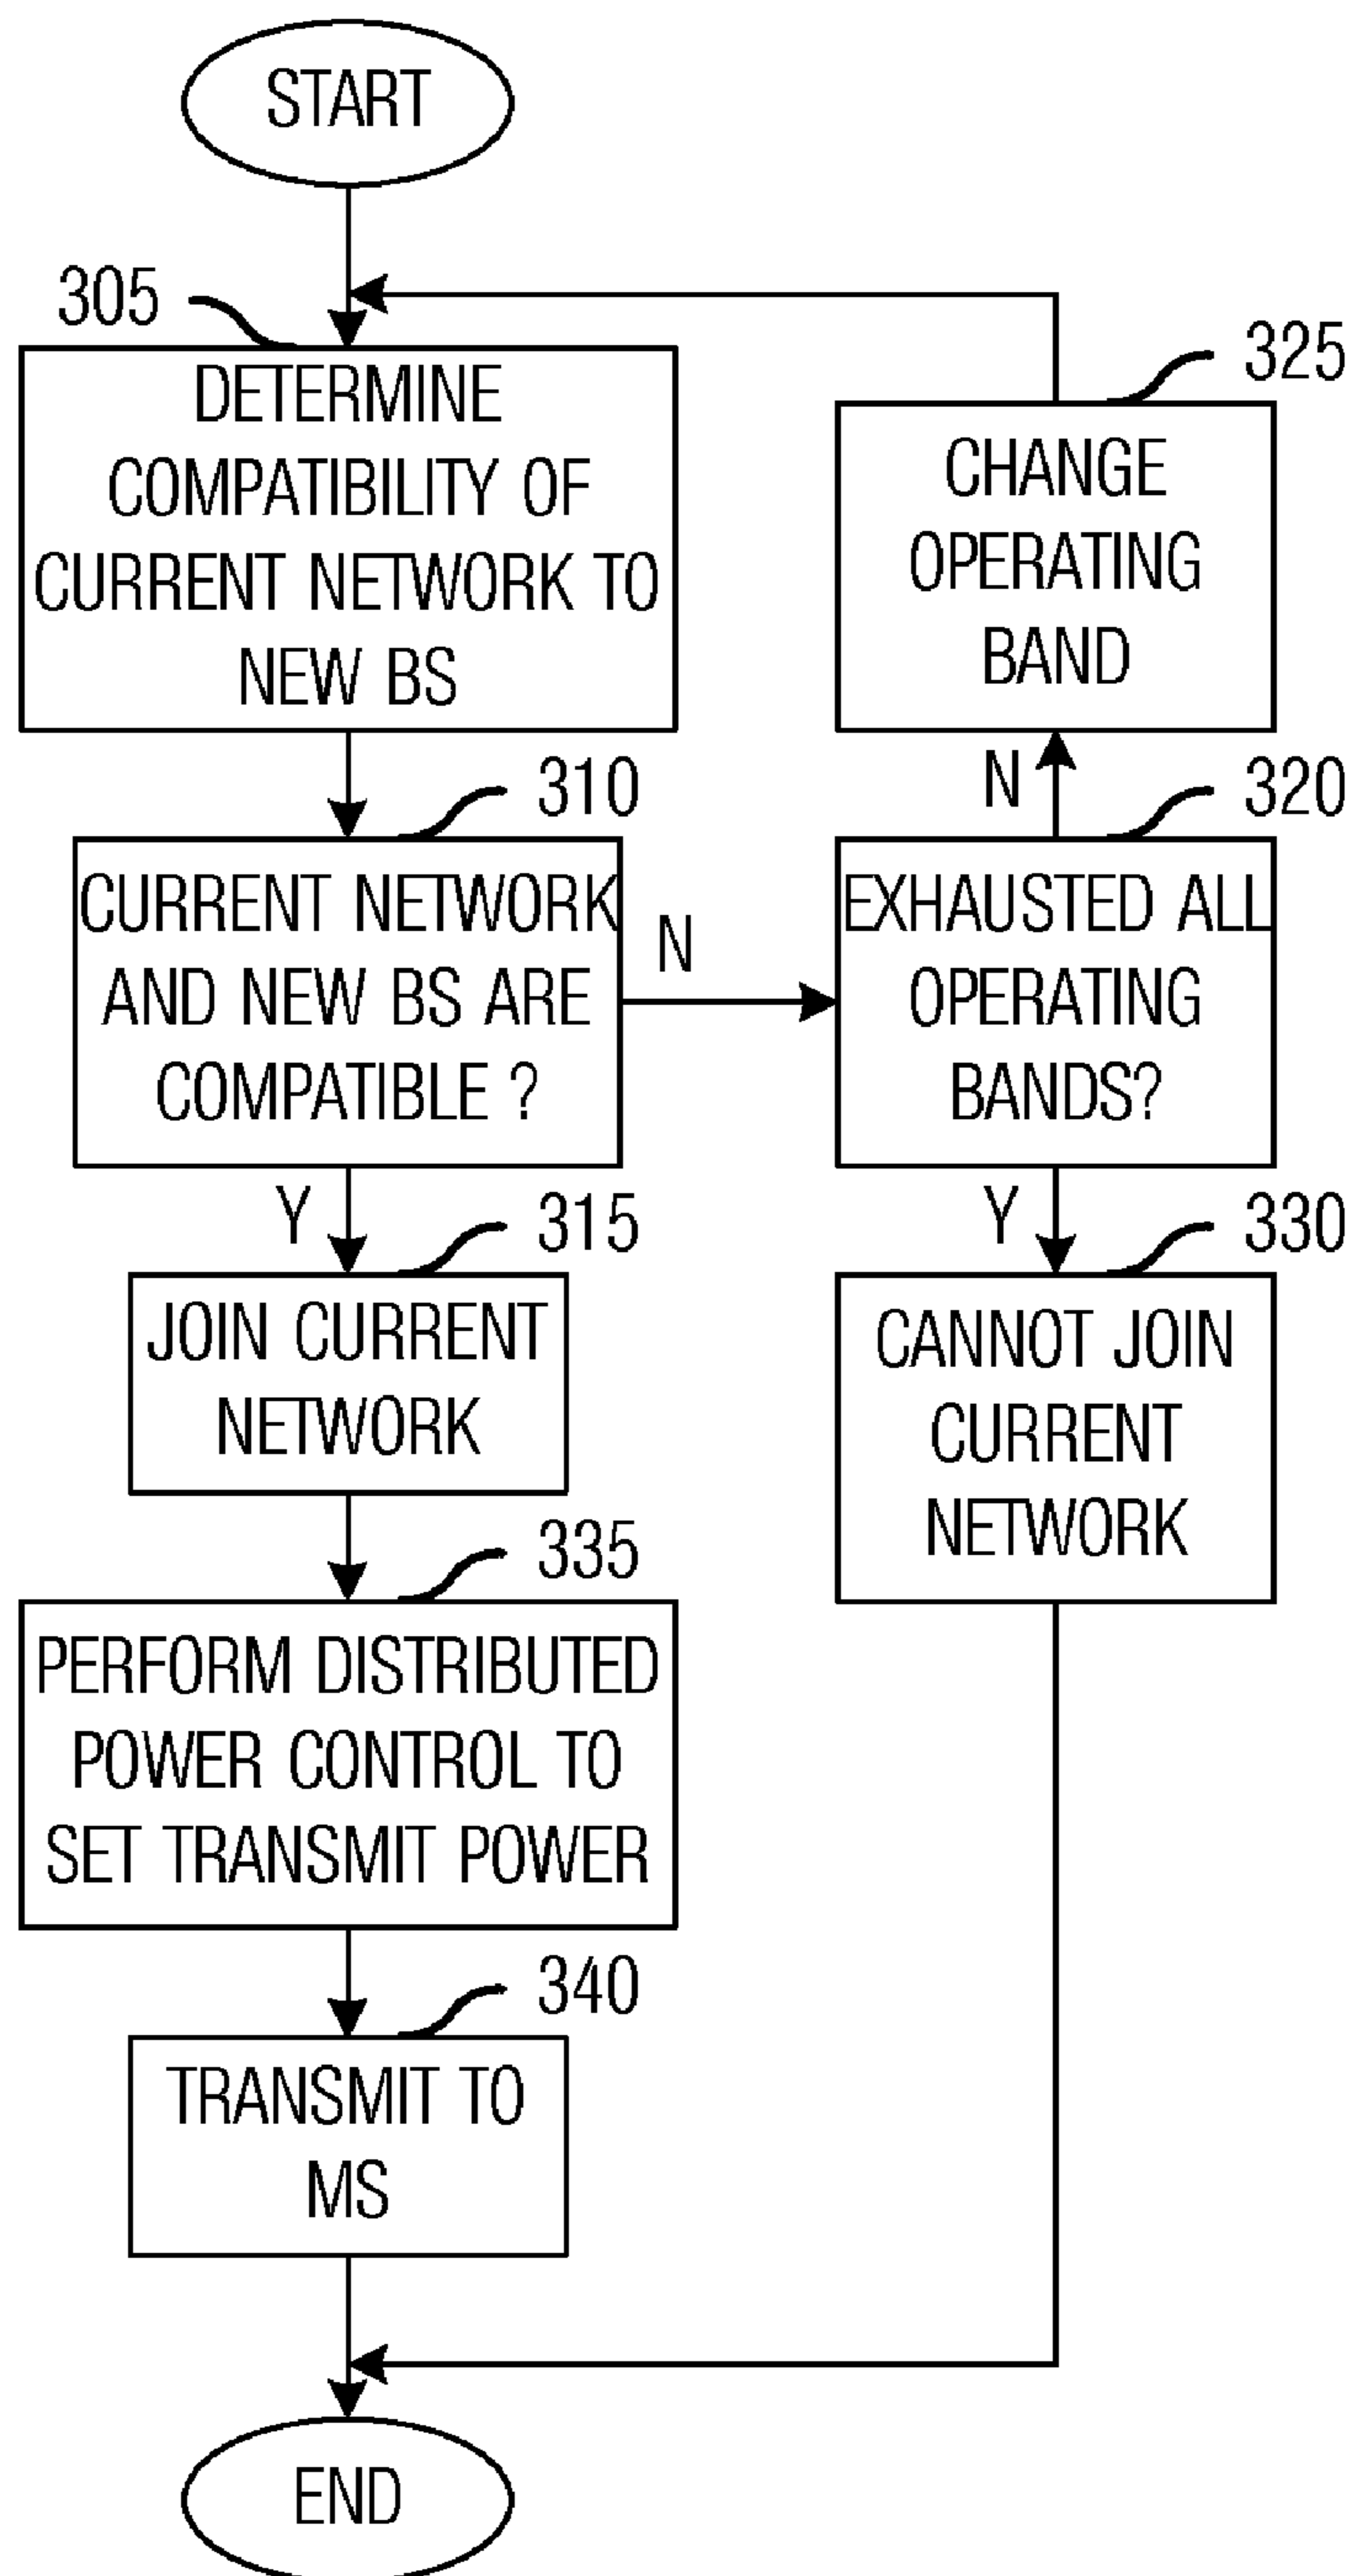 START
305
DETERMINE
COMPATIBILITY OF
CURRENT NETWORK TO
NEW BS
310
CURRENT NETWORK
AND NEW BS ARE
COMPATIBLE ?
N
Y
315
JOIN CURRENT
NETWORK
335
PERFORM DISTRIBUTED
POWER CONTROL TO
SET TRANSMIT POWER
340
TRANSMIT TO
MS
325
CHANGE
OPERATING
BAND
N
320
EXHAUSTED ALL
OPERATING
BANDS?
Y
330
CANNOT JOIN
CURRENT
NETWORK
END